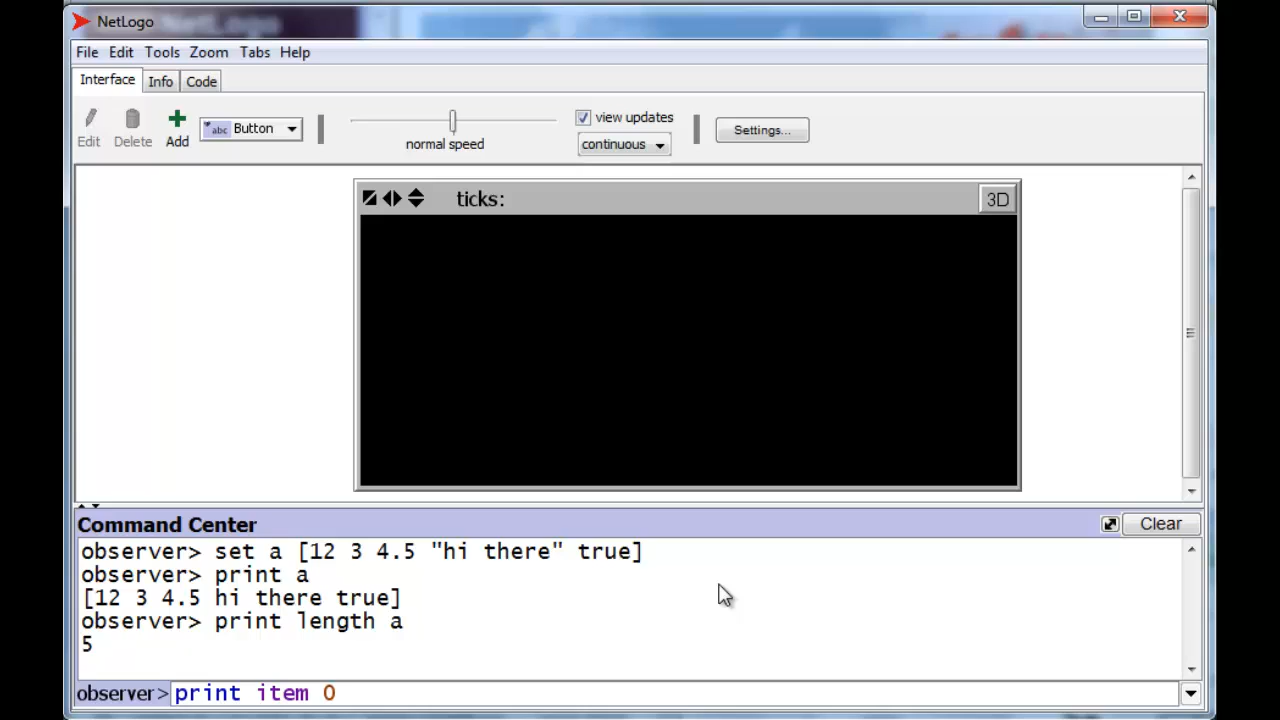 NetLogo
File Edit Tools Zoom Tabs Help
Interface Info Code
Edit Delete Add abc Button normal speed view updates continuous Settings...
ticks: 3D
Command Center Clear
observer> set a [12 3 4.5 "hi there" true]
observer> print a
[12 3 4.5 hi there true]
observer> print length a
5
observer> print item 0